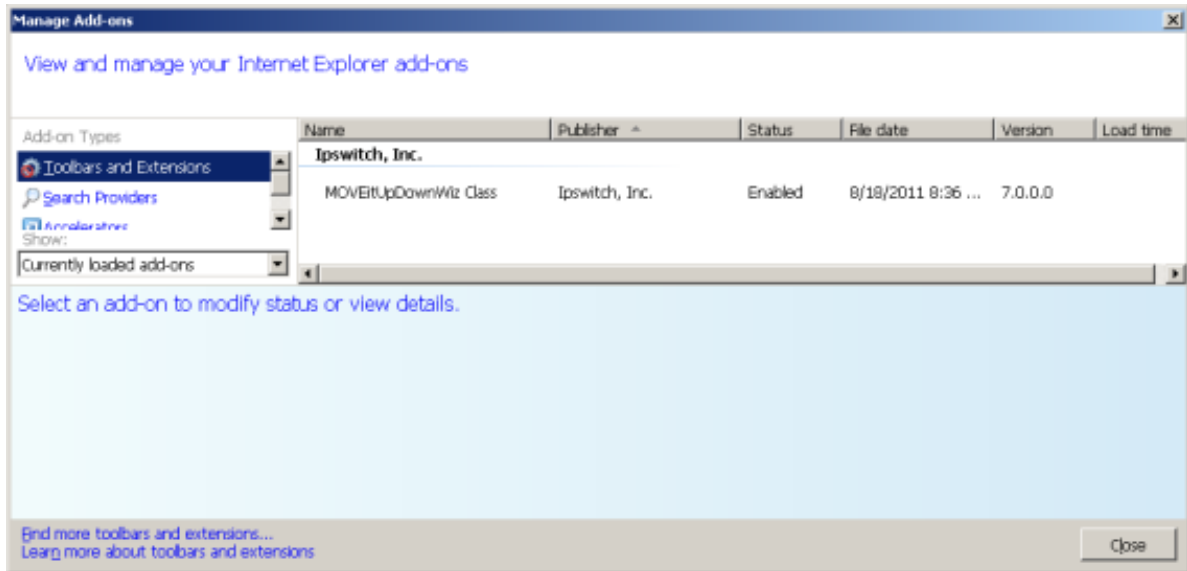 Manage Add-ons
View and manage your Internet Explorer add-ons
Add-on Types
Name Publisher Status File date Version Load time
Toolbars and Extensions
Search Providers
Accelerators
Show:
Currently loaded add-ons
Ipswitch, Inc.
MOVEitUpDownWiz Class Ipswitch, Inc. Enabled 8/18/2011 8:36 ... 7.0.0.0
Select an add-on to modify status or view details.
Find more toolbars and extensions...
Learn more about toolbars and extensions
Close